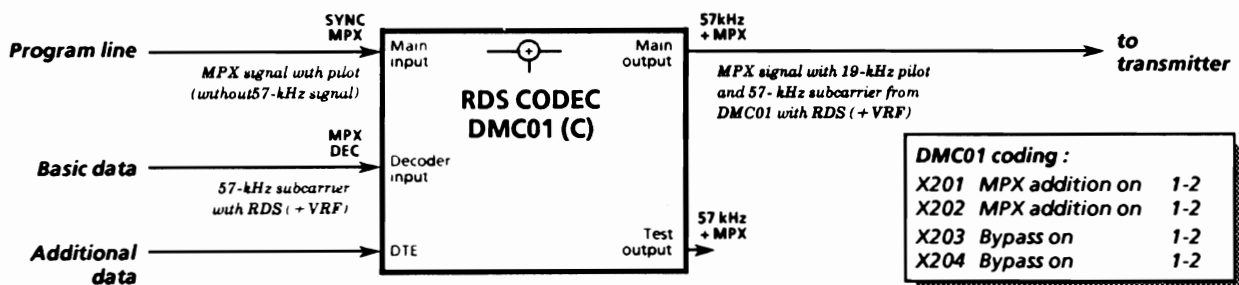 Program line
SYNC
MPX
MPX signal with pilot
(without57-kHz signal)
Basic data
MPX
DEC
57-kHz subcarrier
with RDS (+VRF)
Additional
data
Main
input
Main
output
RDS CODEC
DMC01 (C)
Decoder
input
DTE
Test
output
57kHz
+ MPX
MPX signal with 19-kHz pilot
and 57- kHz subcarrier from
DMC01 with RDS (+VRF)
57 kHz
+ MPX
to
transmitter
DMC01 coding :
X201 MPX addition on 1-2
X202 MPX addition on 1-2
X203 Bypass on 1-2
X204 Bypass on 1-2